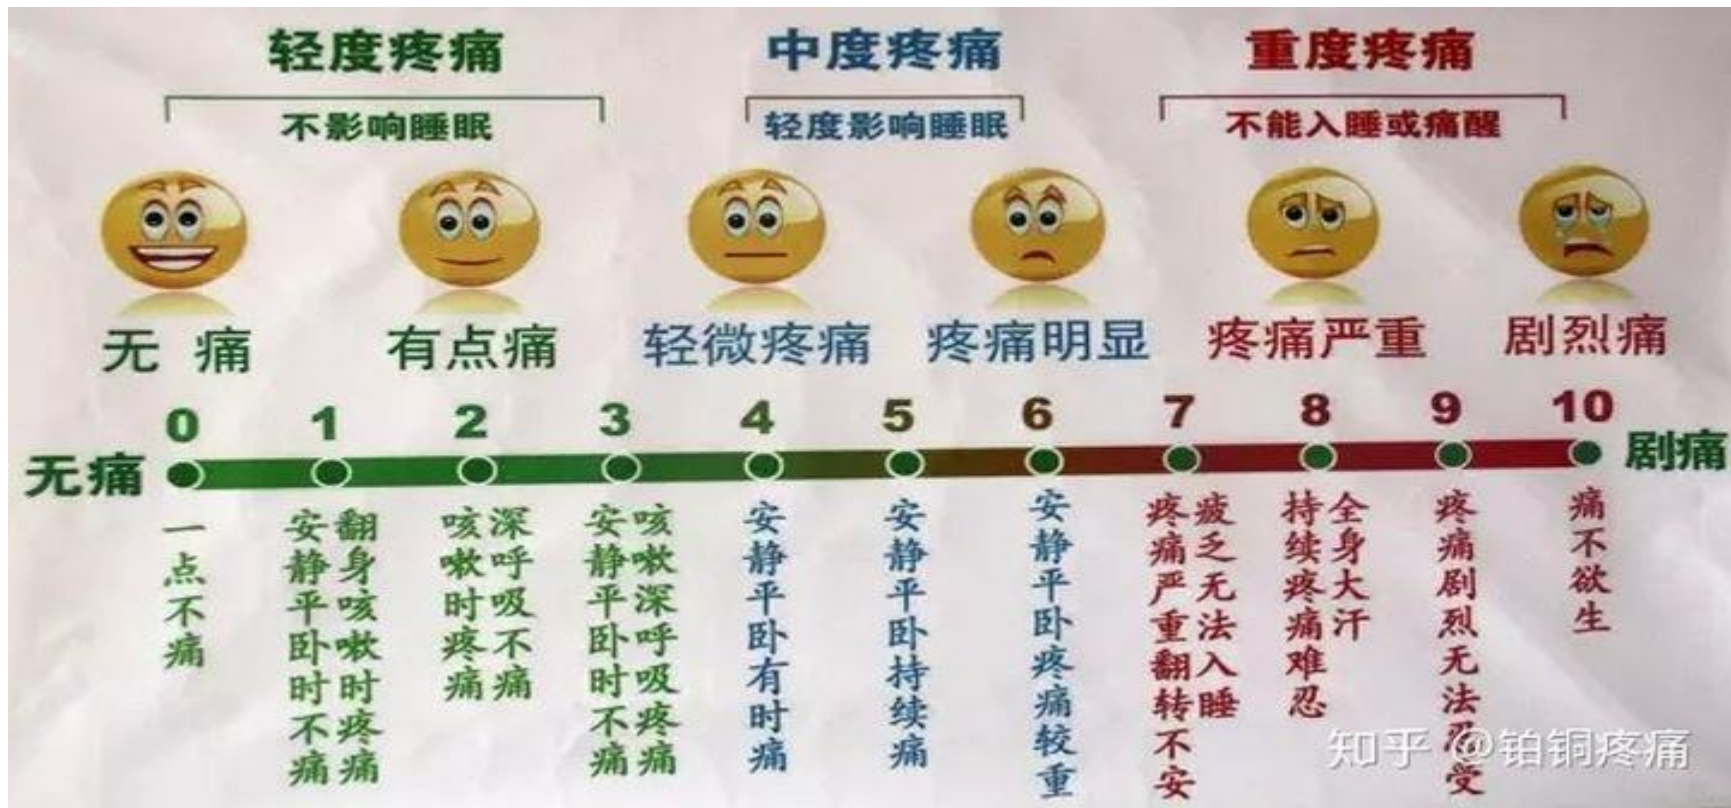 轻度疼痛
不影响睡眠
中度疼痛
轻度影响睡眠
重度疼痛
不能入睡或痛醒
无 痛
有点痛
轻微疼痛
疼痛明显
疼痛严重
剧烈痛
0 1 2 3 4 5 6 7 8 9 10
无痛
剧痛
一点不痛
安静平卧时不痛
翻身咳嗽时疼痛
咳嗽时疼痛
深呼吸不痛
安静平卧时不痛
咳嗽深呼吸疼痛
安静平卧有时痛
安静平卧持续痛
安静平卧疼痛较重
疼痛严重翻转不安
疲乏无法入睡
持续疼痛难忍
全身大汗
疼痛剧烈无法忍受
痛不欲生
知乎 @铂铜疼痛